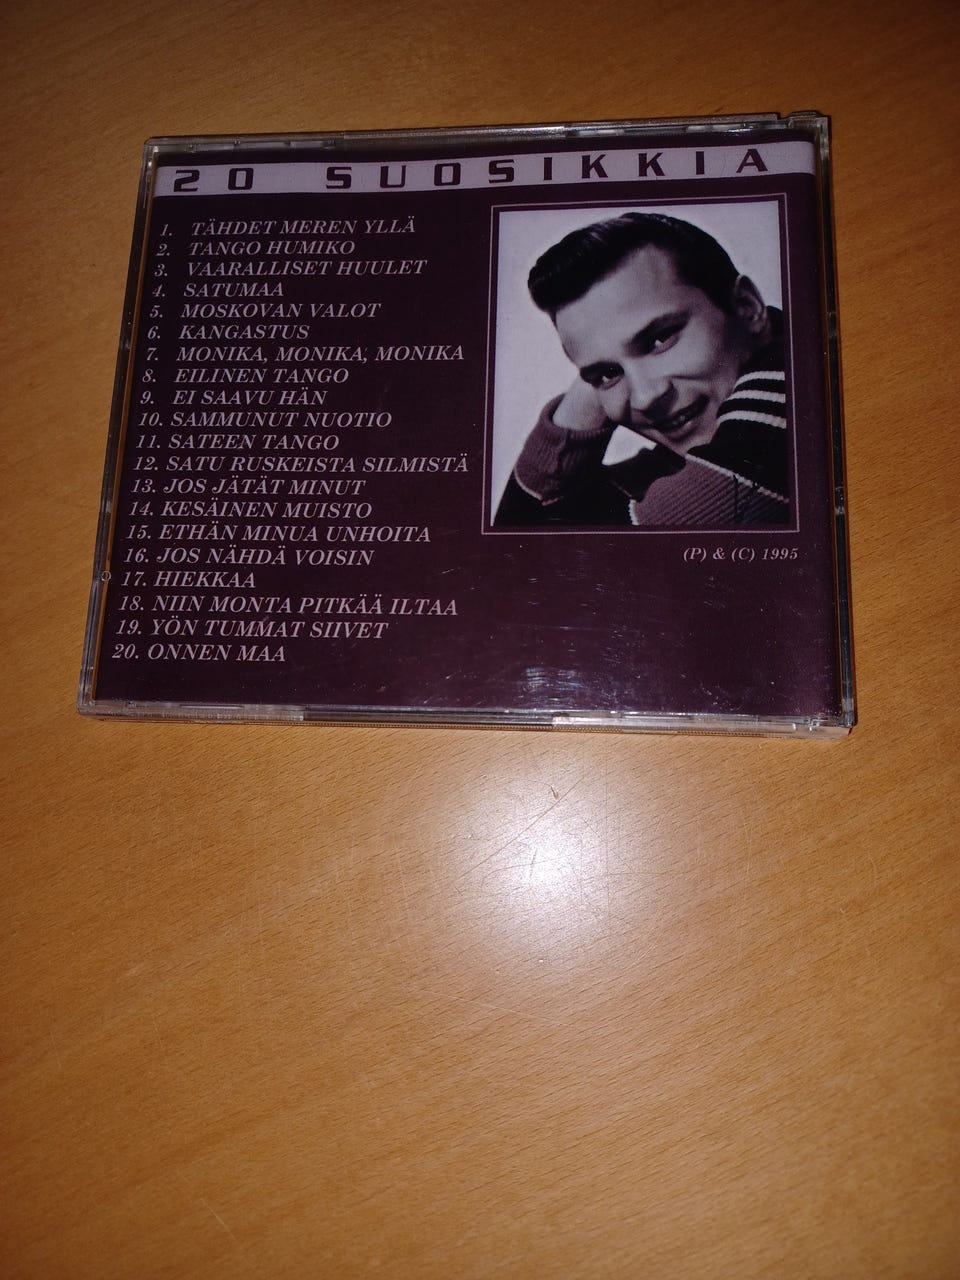 20 SUOSIKKIA
1. TÄHDET MEREN YLLÄ
2. TANGO HUMIKO
3. VAARALLISET HUULET
4. SATUMAA
5. MOSKOVAN VALOT
6. KANGASTUS
7. MONIKA, MONIKA, MONIKA
8. EILINEN TANGO
9. EI SAAVU HÄN
10. SAMMUNUT NUOTIO
11. SATEEN TANGO
12. SATU RUSKEISTA SILMISTÄ
13. JOS JÄTÄT MINUT
14. KESÄINEN MUISTO
15. ETHÄN MINUA UNHOITA
16. JOS NÄHDÄ VOISIN
17. HIEKKAA
18. NIIN MONTA PITKÄÄ ILTAA
19. YÖN TUMMAT SIIVET
20. ONNEN MAA
(P) & (C) 1995